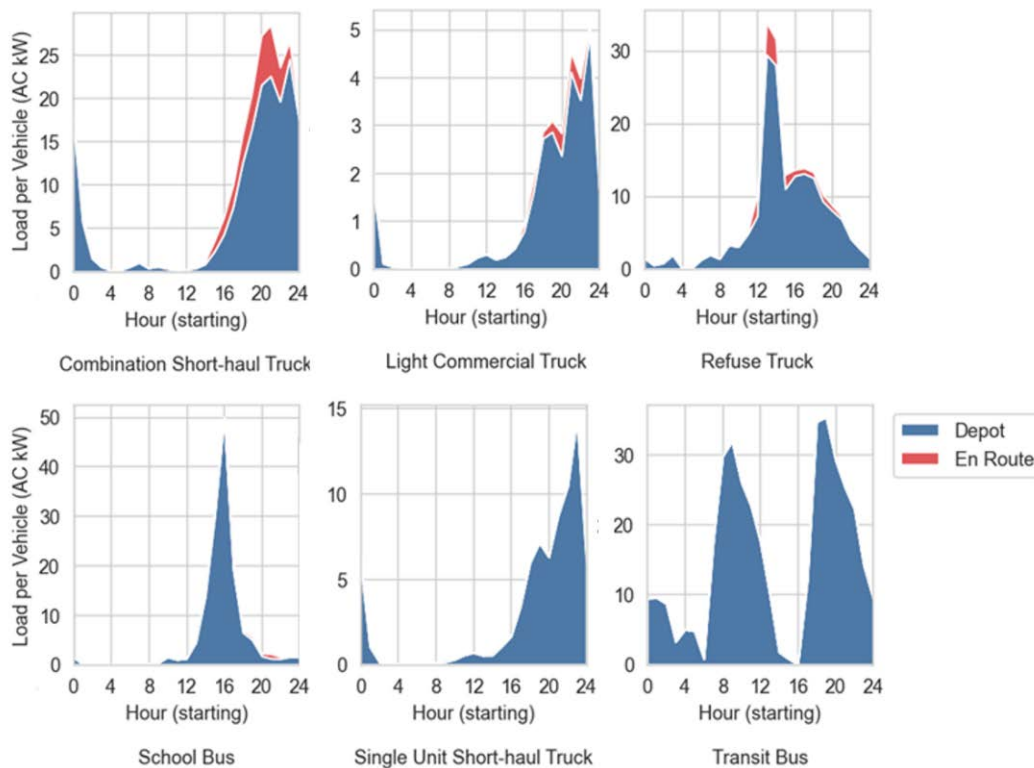 Load per Vehicle (AC kW)
25
20
15
10
5
0
0 4 8 12 16 20 24
Hour (starting)
Combination Short-haul Truck
5
4
3
2
1
0
0 4 8 12 16 20 24
Hour (starting)
Light Commercial Truck
30
20
10
0
0 4 8 12 16 20 24
Hour (starting)
Refuse Truck
Load per Vehicle (AC kW)
50
40
30
20
10
0
0 4 8 12 16 20 24
Hour (starting)
School Bus
15
10
5
0
0 4 8 12 16 20 24
Hour (starting)
Single Unit Short-haul Truck
30
20
10
0
0 4 8 12 16 20 24
Hour (starting)
Transit Bus
Depot
En Route